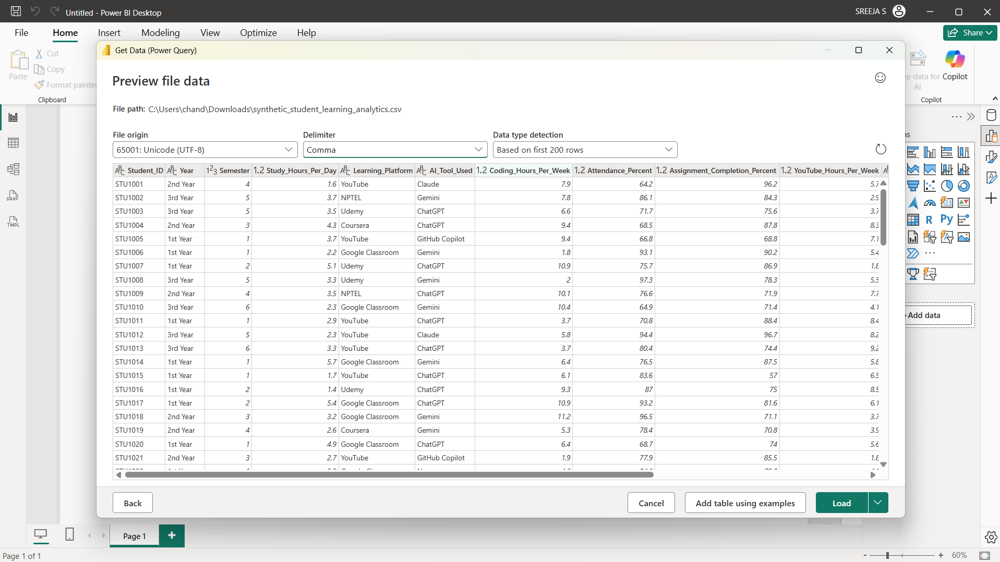 Untitled - Power BI Desktop
SREEJA S
File Home Insert Modeling View Optimize Help
Share
Paste
Cut
Copy
Format painter
Clipboard
data for AI
Copilot
Copilot
Get Data (Power Query)
Preview file data
File path: C:\Users\chand\Downloads\synthetic_student_learning_analytics.csv
File origin Delimiter Data type detection
65001: Unicode (UTF-8) Comma Based on first 200 rows
Student_ID Year Semester Study_Hours_Per_Day Learning_Platform AI_Tool_Used Coding_Hours_Per_Week Attendance_Percent Assignment_Completion_Percent YouTube_Hours_Per_Week
STU1001 2nd Year 4 1.6 YouTube Claude 7.9 64.2 96.2 5.7
STU1002 3rd Year 5 3.7 NPTEL Gemini 7.8 86.1 84.3 2.9
STU1003 3rd Year 5 3.5 Udemy ChatGPT 6.6 71.7 75.6 3.7
STU1004 2nd Year 3 4.3 Coursera ChatGPT 9.4 68.5 87.8 8.3
STU1005 1st Year 1 3.7 YouTube GitHub Copilot 9.4 66.8 68.8 7.1
STU1006 1st Year 1 2.2 Google Classroom Gemini 1.8 93.1 90.2 5.4
STU1007 1st Year 2 5.1 Udemy ChatGPT 10.9 75.7 86.9 1.8
STU1008 3rd Year 5 3.3 Udemy Gemini 2 97.3 78.3 5.5
STU1009 2nd Year 4 3.5 NPTEL ChatGPT 10.1 76.6 71.9 7.7
STU1010 3rd Year 6 2.3 Google Classroom Gemini 10.4 64.9 71.4 4.1
STU1011 1st Year 1 2.9 YouTube ChatGPT 3.7 70.8 88.4 8.4
STU1012 3rd Year 5 2.3 YouTube Claude 5.8 94.4 96.7 8.2
STU1013 3rd Year 6 3.3 YouTube ChatGPT 3.7 80.4 74.4 9.2
STU1014 1st Year 1 5.7 Google Classroom Gemini 6.4 76.5 87.5 5.8
STU1015 1st Year 1 1.7 YouTube ChatGPT 6.1 83.6 57 6.5
STU1016 1st Year 2 1.4 Udemy ChatGPT 9.3 87 75 8.5
STU1017 1st Year 2 5.4 Google Classroom ChatGPT 10.9 93.2 81.6 6.1
STU1018 2nd Year 3 3.2 Google Classroom Gemini 11.2 96.5 71.1 3.7
STU1019 2nd Year 4 2.6 Coursera Gemini 5.3 78.4 70.8 3.9
STU1020 1st Year 1 4.9 Google Classroom ChatGPT 6.4 68.7 74 5.6
STU1021 2nd Year 3 2.7 YouTube GitHub Copilot 1.9 77.9 85.5 1.8
Back Cancel Add table using examples Load
Add data
Page 1
Page 1 of 1
60%